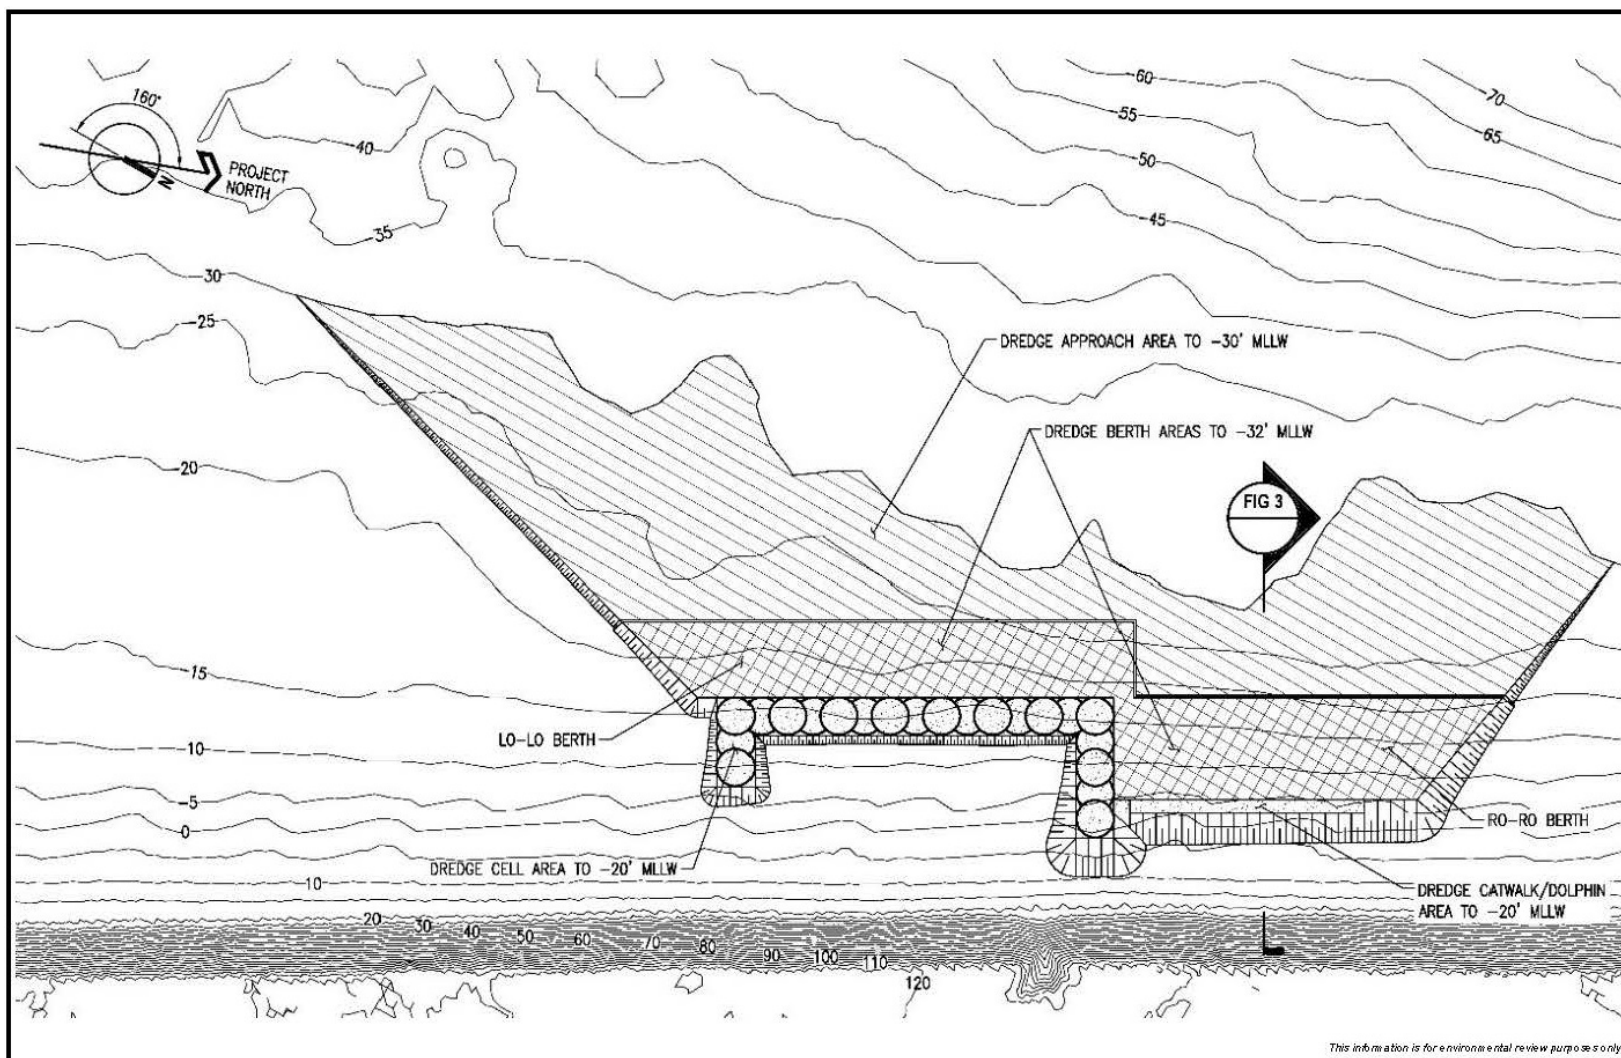 160°
PROJECT
NORTH
N
40
-35
-30
-25
-20
-15
-10
-5
0
10
20
30
40
50
60
70
80
90
100
110
120
-60
-55
-50
-45
-70
-65
DREDGE APPROACH AREA TO -30' MLLW
DREDGE BERTH AREAS TO -32' MLLW
FIG 3
LO-LO BERTH
RO-RO BERTH
DREDGE CELL AREA TO -20' MLLW
DREDGE CATWALK/DOLPHIN
AREA TO -20' MLLW
This information is for environmental review purposes only